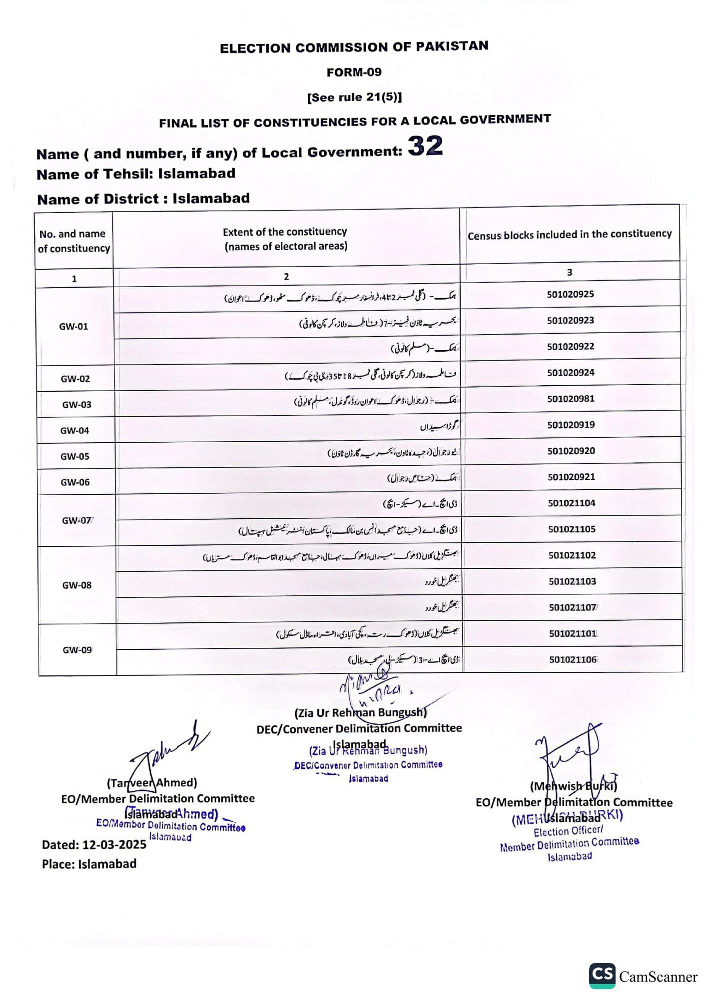 ELECTION COMMISSION OF PAKISTAN
FORM-09
[See rule 21(5)]
FINAL LIST OF CONSTITUENCIES FOR A LOCAL GOVERNMENT
Name ( and number, if any) of Local Government: 32
Name of Tehsil: Islamabad
Name of District : Islamabad
No. and name of constituency
Extent of the constituency (names of electoral areas)
Census blocks included in the constituency
1 2 3
GW-01
ہمک - (گلی نمبر 2 تا 4، ٹرانسفارمر چوک، ڈھوک مٹھو، ڈھوک اعوان) 501020925
بحریہ ٹاؤن فیز-7 (فاطمہ ولاز، کرسچن کالونی) 501020923
ہمک -(مسلم کالونی) 501020922
GW-02 فاطمہ ولاز (کرسچن کالونی، گلی نمبر 18 تا 35، جی پی چوک) 501020924
GW-03 ہمک - (رجوال، ڈھوک اعوان روڈ، گوندل، مسلم کالونی) 501020981
GW-04 گوڑا سیداں 501020919
GW-05 نیو رجوال ( ٹاون، بحریہ گارڈن ٹاؤن) 501020920
GW-06 ہمک (خاص رجوال) 501020921
GW-07
ڈی ایچ اے (سیکڑ-ایچ) 501021104
ڈی ایچ اے (جامع مسجد انس بن مالک، پاکستان انٹرنیشنل ہسپتال) 501021105
GW-08
بھنگڑیل کلاں (ڈھوک میراں، ڈھوک بہالی، جامع مسجد ابوالقاسم، ڈھوک مستریاں) 501021102
بھنگریل خورد 501021103
بھنگریل خورد 501021107
GW-09
بھنگڑیل کلاں (ڈھوک رتہ، کچی آبادی، اقراء ماڈل سکول) 501021101
ڈی ایچ اے-3 (سیکڑ-بی، مسجد بلال) 501021106
(Zia Ur Rehman Bungush)
DEC/Convener Delimitation Committee
Islamabad
(Zia Ur Rehman Bungush)
DEC/Convener Delimitation Committee
Islamabad
(Tanveer Ahmed)
EO/Member Delimitation Committee
Islamabad
(Tanveer Ahmed)
EO/Member Delimitation Committee
Islamabad
(Mehwish Burki)
EO/Member Delimitation Committee
Islamabad
(MEHWISH BURKI)
Election Officer/
Member Delimitation Committee
Islamabad
Dated: 12-03-2025
Place: Islamabad
CS CamScanner